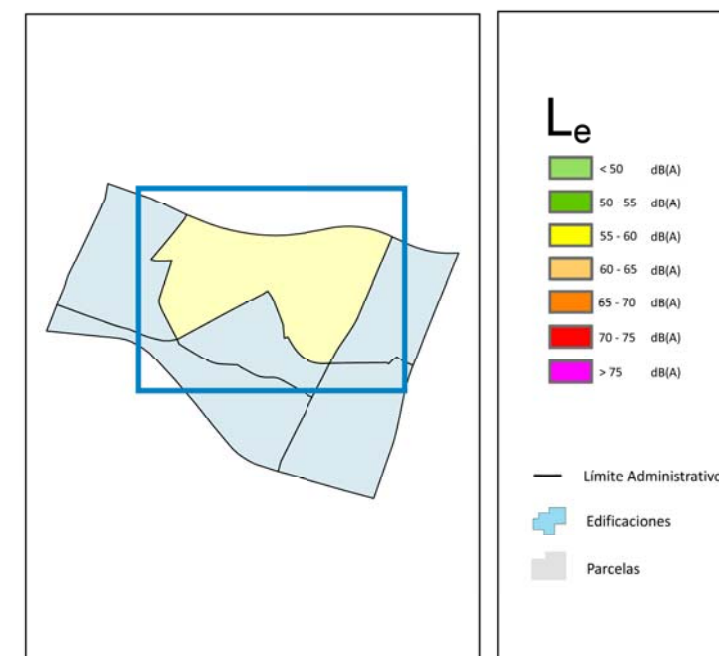 Le
< 50 dB(A)
50 - 55 dB(A)
55 - 60 dB(A)
60 - 65 dB(A)
65 - 70 dB(A)
70 - 75 dB(A)
> 75 dB(A)
Límite Administrativo
Edificaciones
Parcelas